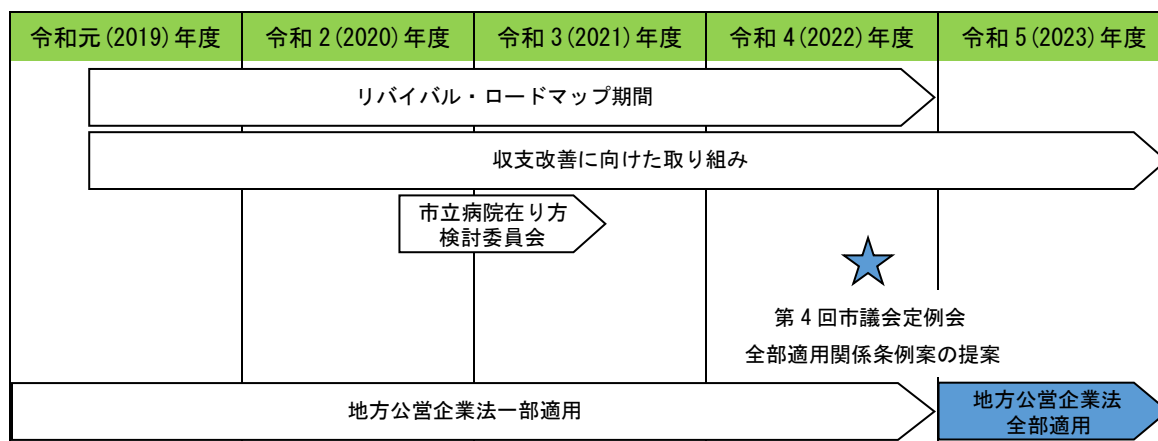 令和元(2019)年度
令和2(2020)年度
令和3(2021)年度
令和4(2022)年度
令和5(2023)年度
リバイバル・ロードマップ期間
収支改善に向けた取り組み
市立病院在り方
検討委員会
第4回市議会定例会
全部適用関係条例案の提案
地方公営企業法一部適用
地方公営企業法
全部適用